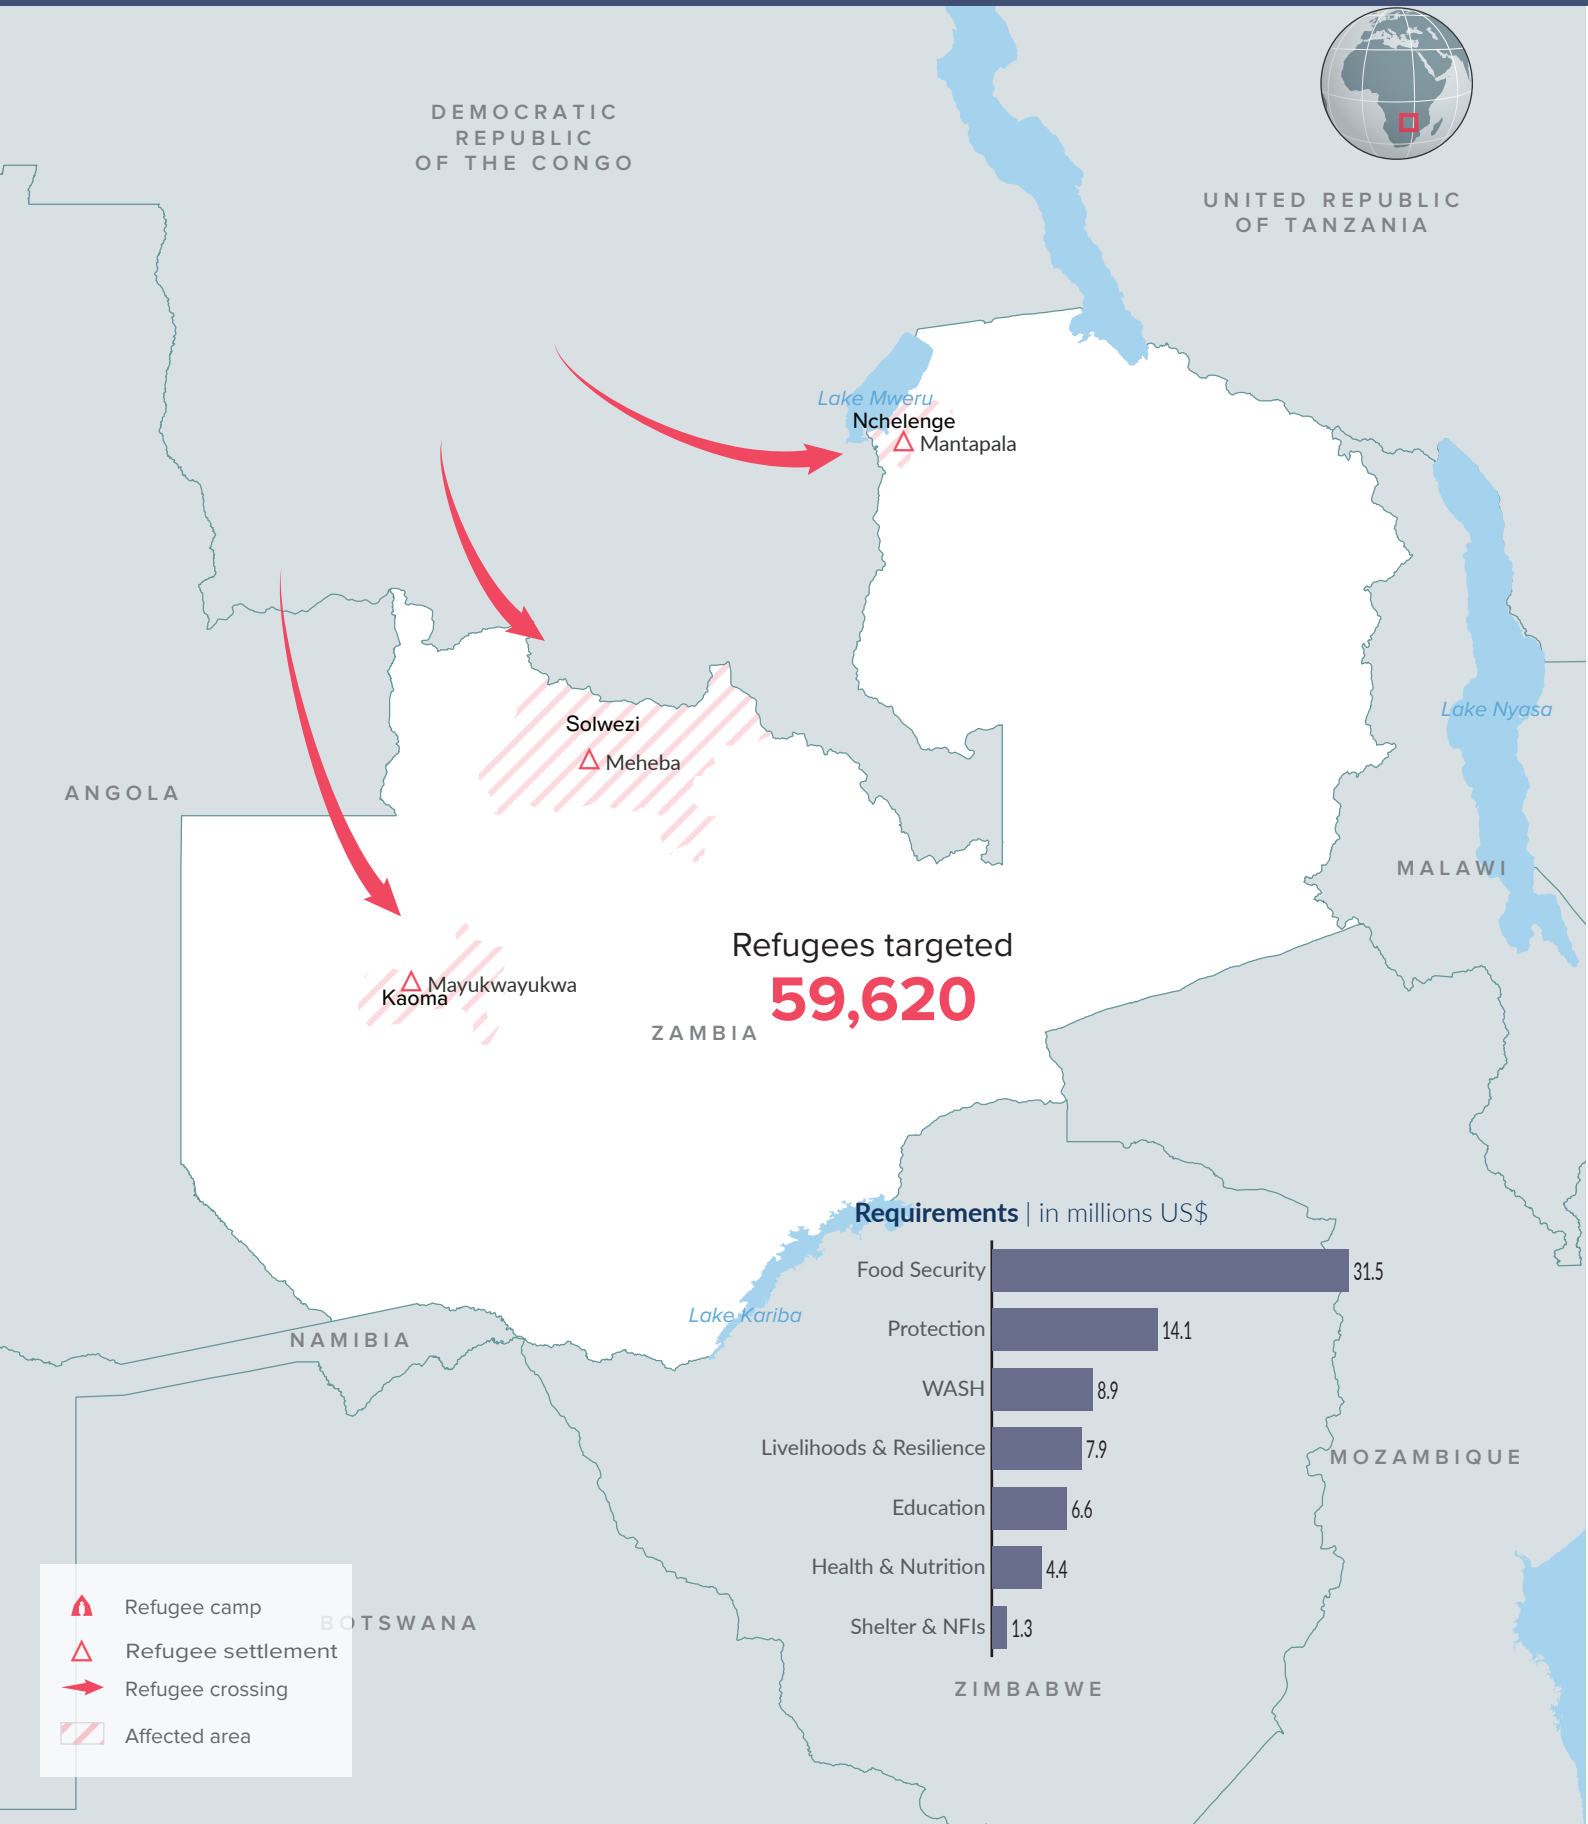 DEMOCRATIC
REPUBLIC
OF THE CONGO
UNITED REPUBLIC
OF TANZANIA
Lake Mweru
Nchelenge
Mantapala
Solwezi
Meheba
Lake Nyasa
ANGOLA
MALAWI
Refugees targeted
59,620
Mayukwayukwa
Kaoma
ZAMBIA
Requirements | in millions US$
Food Security 31.5
Protection 14.1
WASH 8.9
Livelihoods & Resilience 7.9
Education 6.6
Health & Nutrition 4.4
Shelter & NFIs 1.3
Lake Kariba
NAMIBIA
MOZAMBIQUE
BOTSWANA
ZIMBABWE
Refugee camp
Refugee settlement
Refugee crossing
Affected area